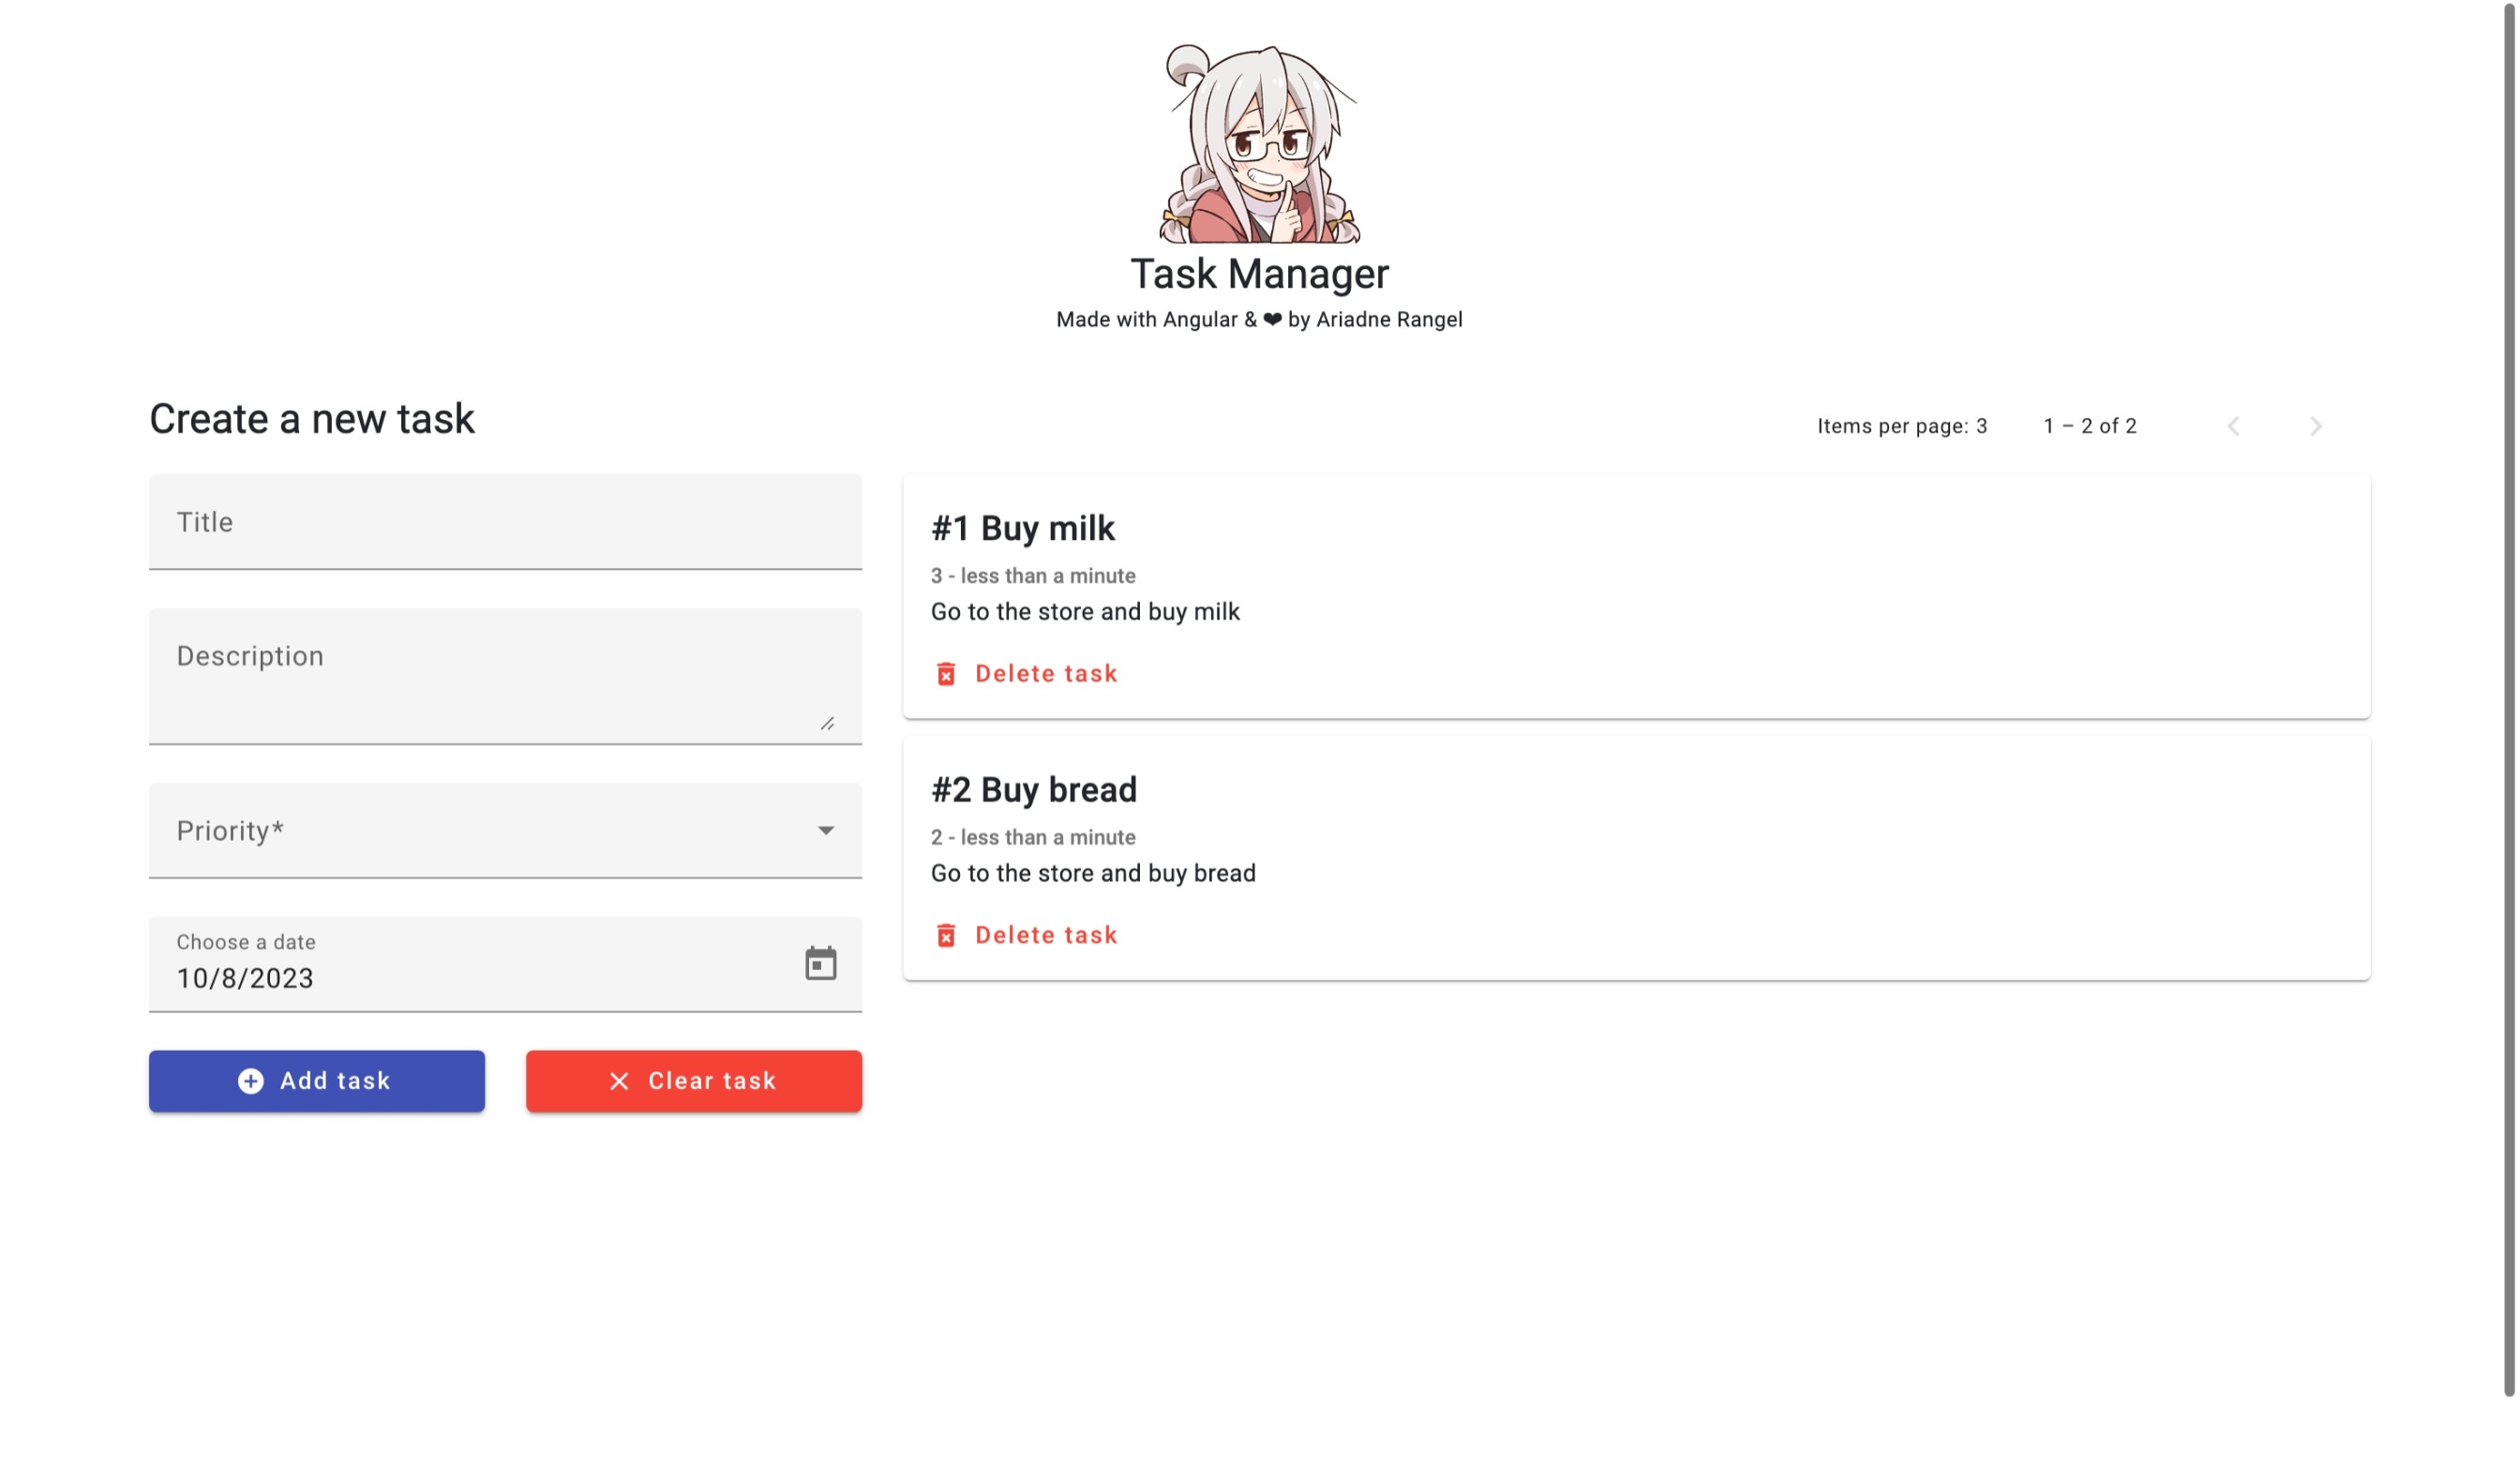 Task Manager
Made with Angular & ❤ by Ariadne Rangel
Create a new task
Title
Description
Priority*
Choose a date
10/8/2023
Add task
Clear task
Items per page: 3
1 – 2 of 2
#1 Buy milk
3 - less than a minute
Go to the store and buy milk
Delete task
#2 Buy bread
2 - less than a minute
Go to the store and buy bread
Delete task